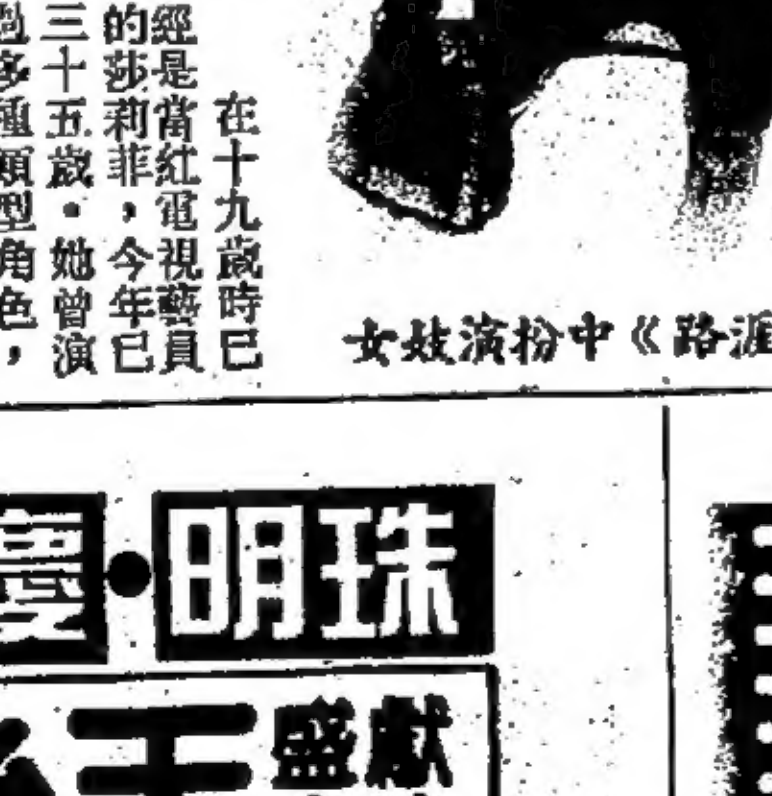 在十九歲時已
經是當紅電視藝員
的莎莉菲，今年已
三十五歲。她曾演
過多種類型角色，
涯路》中扮演妓女
明珠・慶
獻盛
王